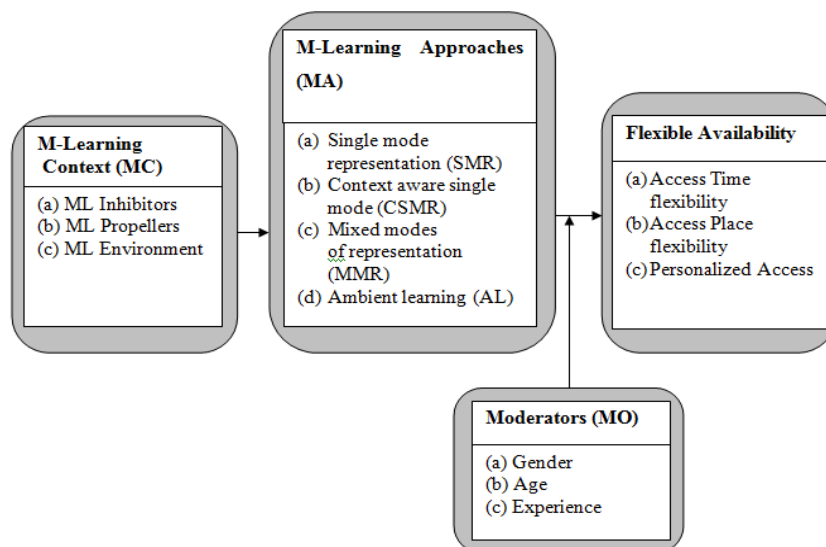 M-Learning Context (MC)
(a) ML Inhibitors
(b) ML Propellers
(c) ML Environment
M-Learning Approaches
(MA)
(a) Single mode
representation (SMR)
(b) Context aware single
mode (CSMR)
(c) Mixed modes
of representation
(MMR)
(d) Ambient learning (AL)
Flexible Availability
(a) Access Time
flexibility
(b) Access Place
flexibility
(c) Personalized Access
Moderators (MO)
(a) Gender
(b) Age
(c) Experience